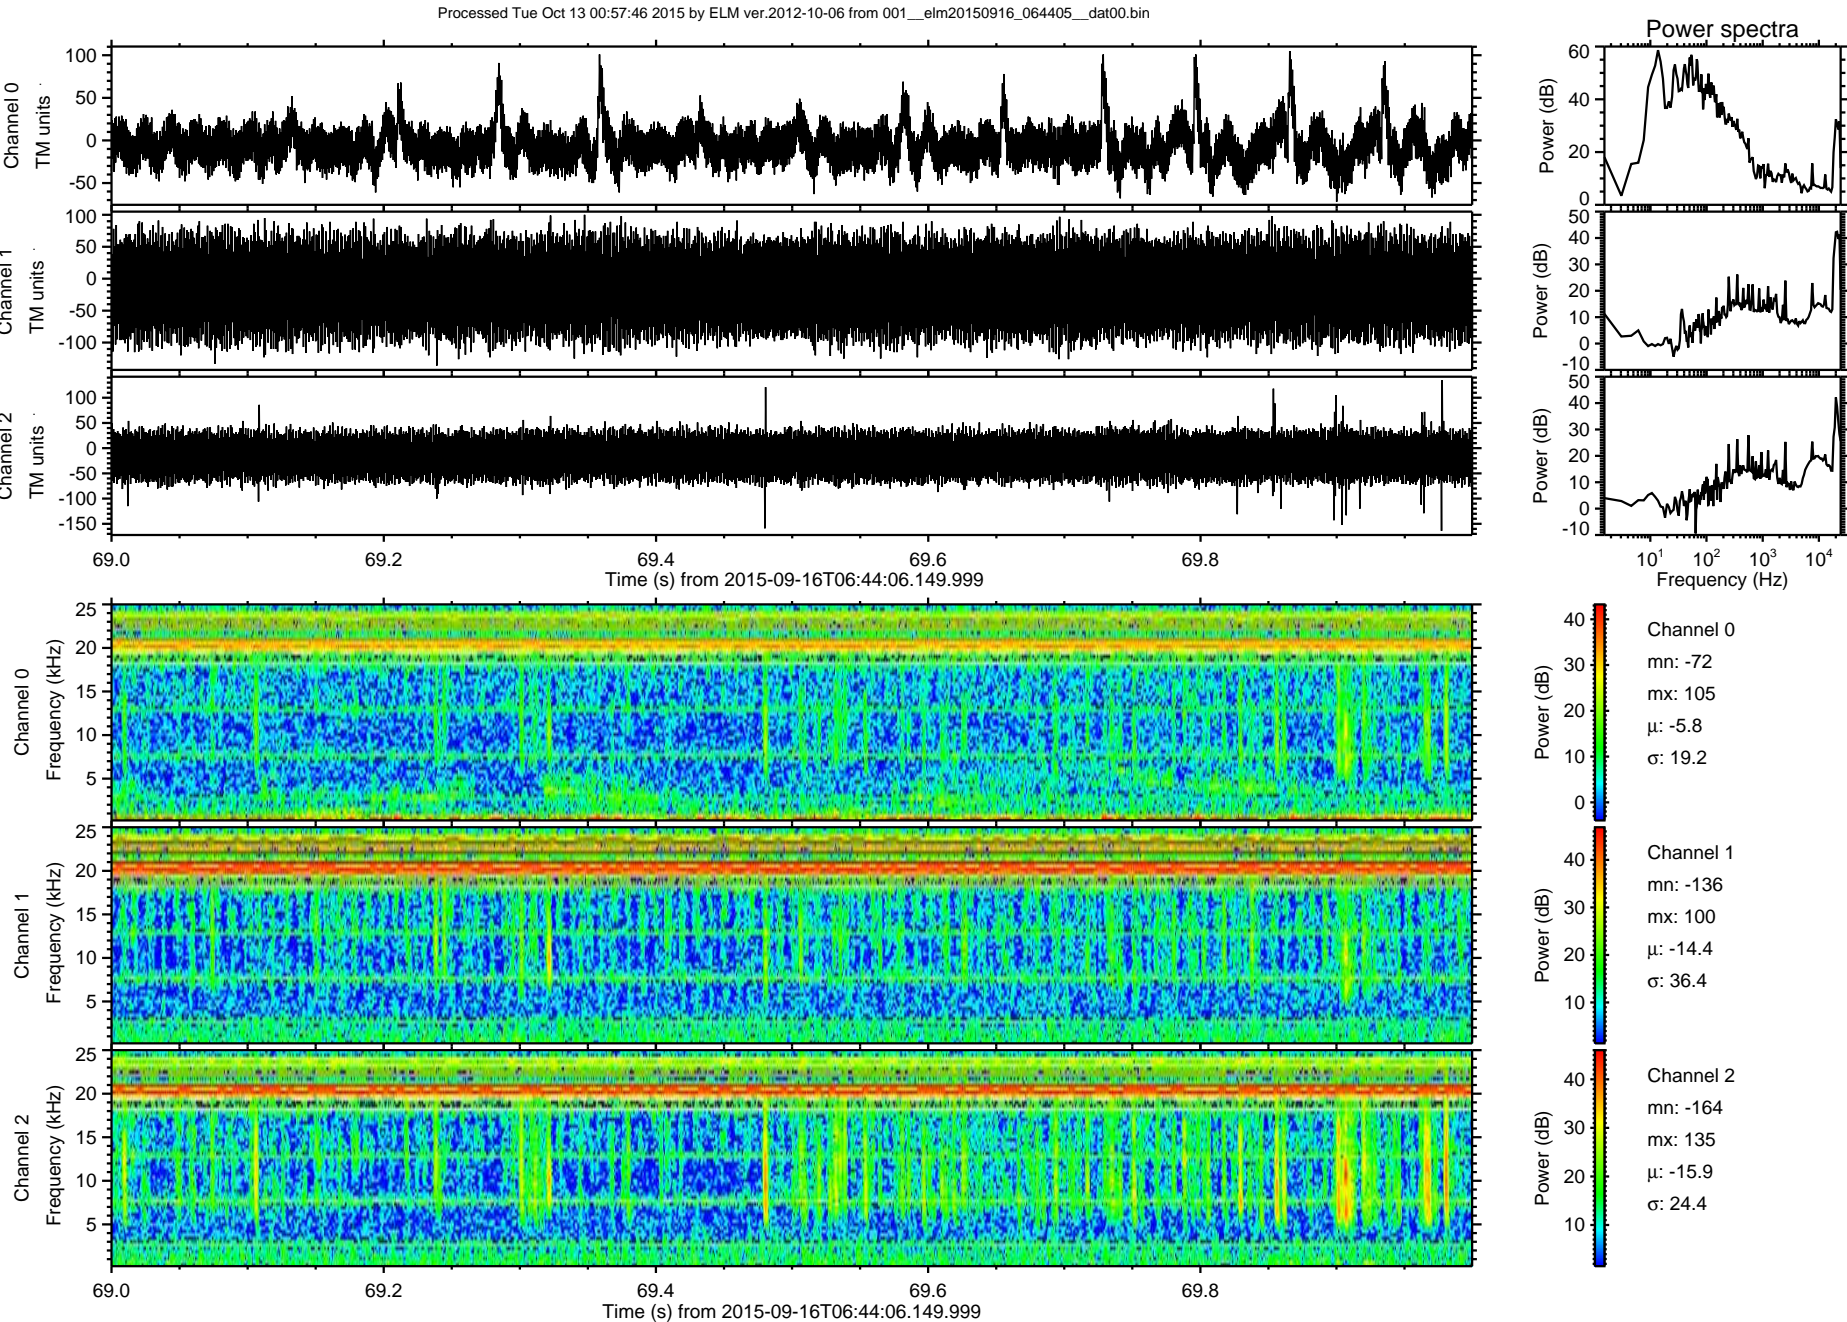 Processed Tue Oct 13 00:57:46 2015 by ELM ver.2012-10-06 from 001__elm20150916_064405__dat00.bin
Power spectra
Channel 0
TM units
100
50
0
-50
Power (dB)
60
40
20
0
Channel 1
TM units
100
50
0
-50
-100
Power (dB)
50
40
30
20
10
0
-10
Channel 2
TM units
100
50
0
-50
-100
-150
Power (dB)
50
40
30
20
10
0
-10
69.0 69.2 69.4 69.6 69.8
Time (s) from 2015-09-16T06:44:06.149.999
10^1 10^2 10^3 10^4
Frequency (Hz)
Channel 0
Frequency (kHz)
25
20
15
10
5
Power (dB)
40
30
20
10
0
Channel 0
mn: -72
mx: 105
μ: -5.8
σ: 19.2
Channel 1
Frequency (kHz)
25
20
15
10
5
Power (dB)
40
30
20
10
Channel 1
mn: -136
mx: 100
μ: -14.4
σ: 36.4
Channel 2
Frequency (kHz)
25
20
15
10
5
Power (dB)
40
30
20
10
Channel 2
mn: -164
mx: 135
μ: -15.9
σ: 24.4
69.0 69.2 69.4 69.6 69.8
Time (s) from 2015-09-16T06:44:06.149.999